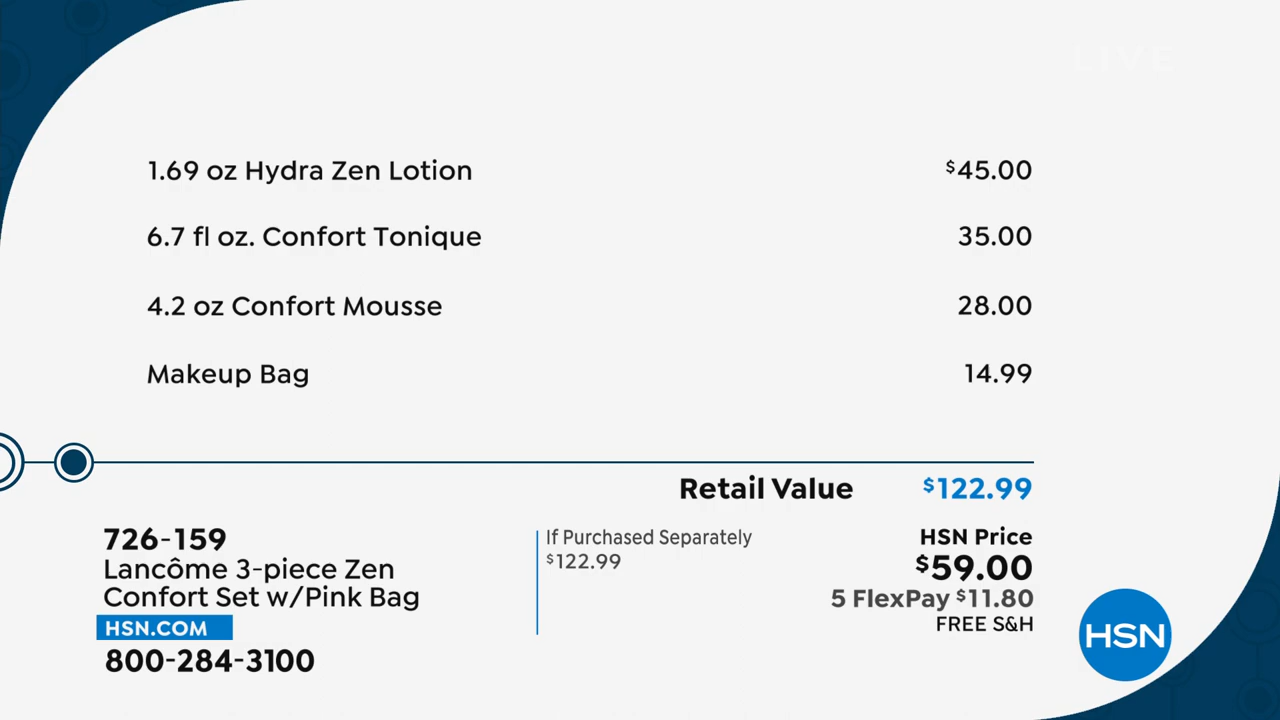 LIVE
1.69 oz Hydra Zen Lotion $45.00
6.7 fl oz. Confort Tonique 35.00
4.2 oz Confort Mousse 28.00
Makeup Bag 14.99
Retail Value $122.99
726-159
Lancôme 3-piece Zen
Confort Set w/Pink Bag
HSN.COM
800-284-3100
If Purchased Separately
$122.99
HSN Price
$59.00
5 FlexPay $11.80
FREE S&H
HSN